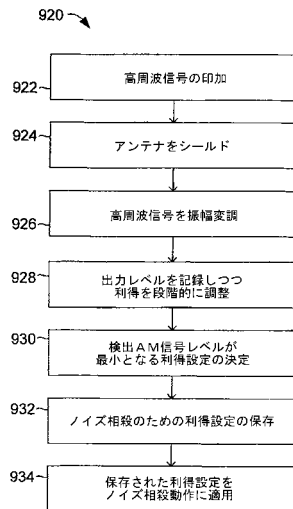 920
922
高周波信号の印加
924
アンテナをシールド
926
高周波信号を振幅変調
928
出力レベルを記録しつつ
利得を段階的に調整
930
検出AM信号レベルが
最小となる利得設定の決定
932
ノイズ相殺のための利得設定の保存
934
保存された利得設定を
ノイズ相殺動作に適用